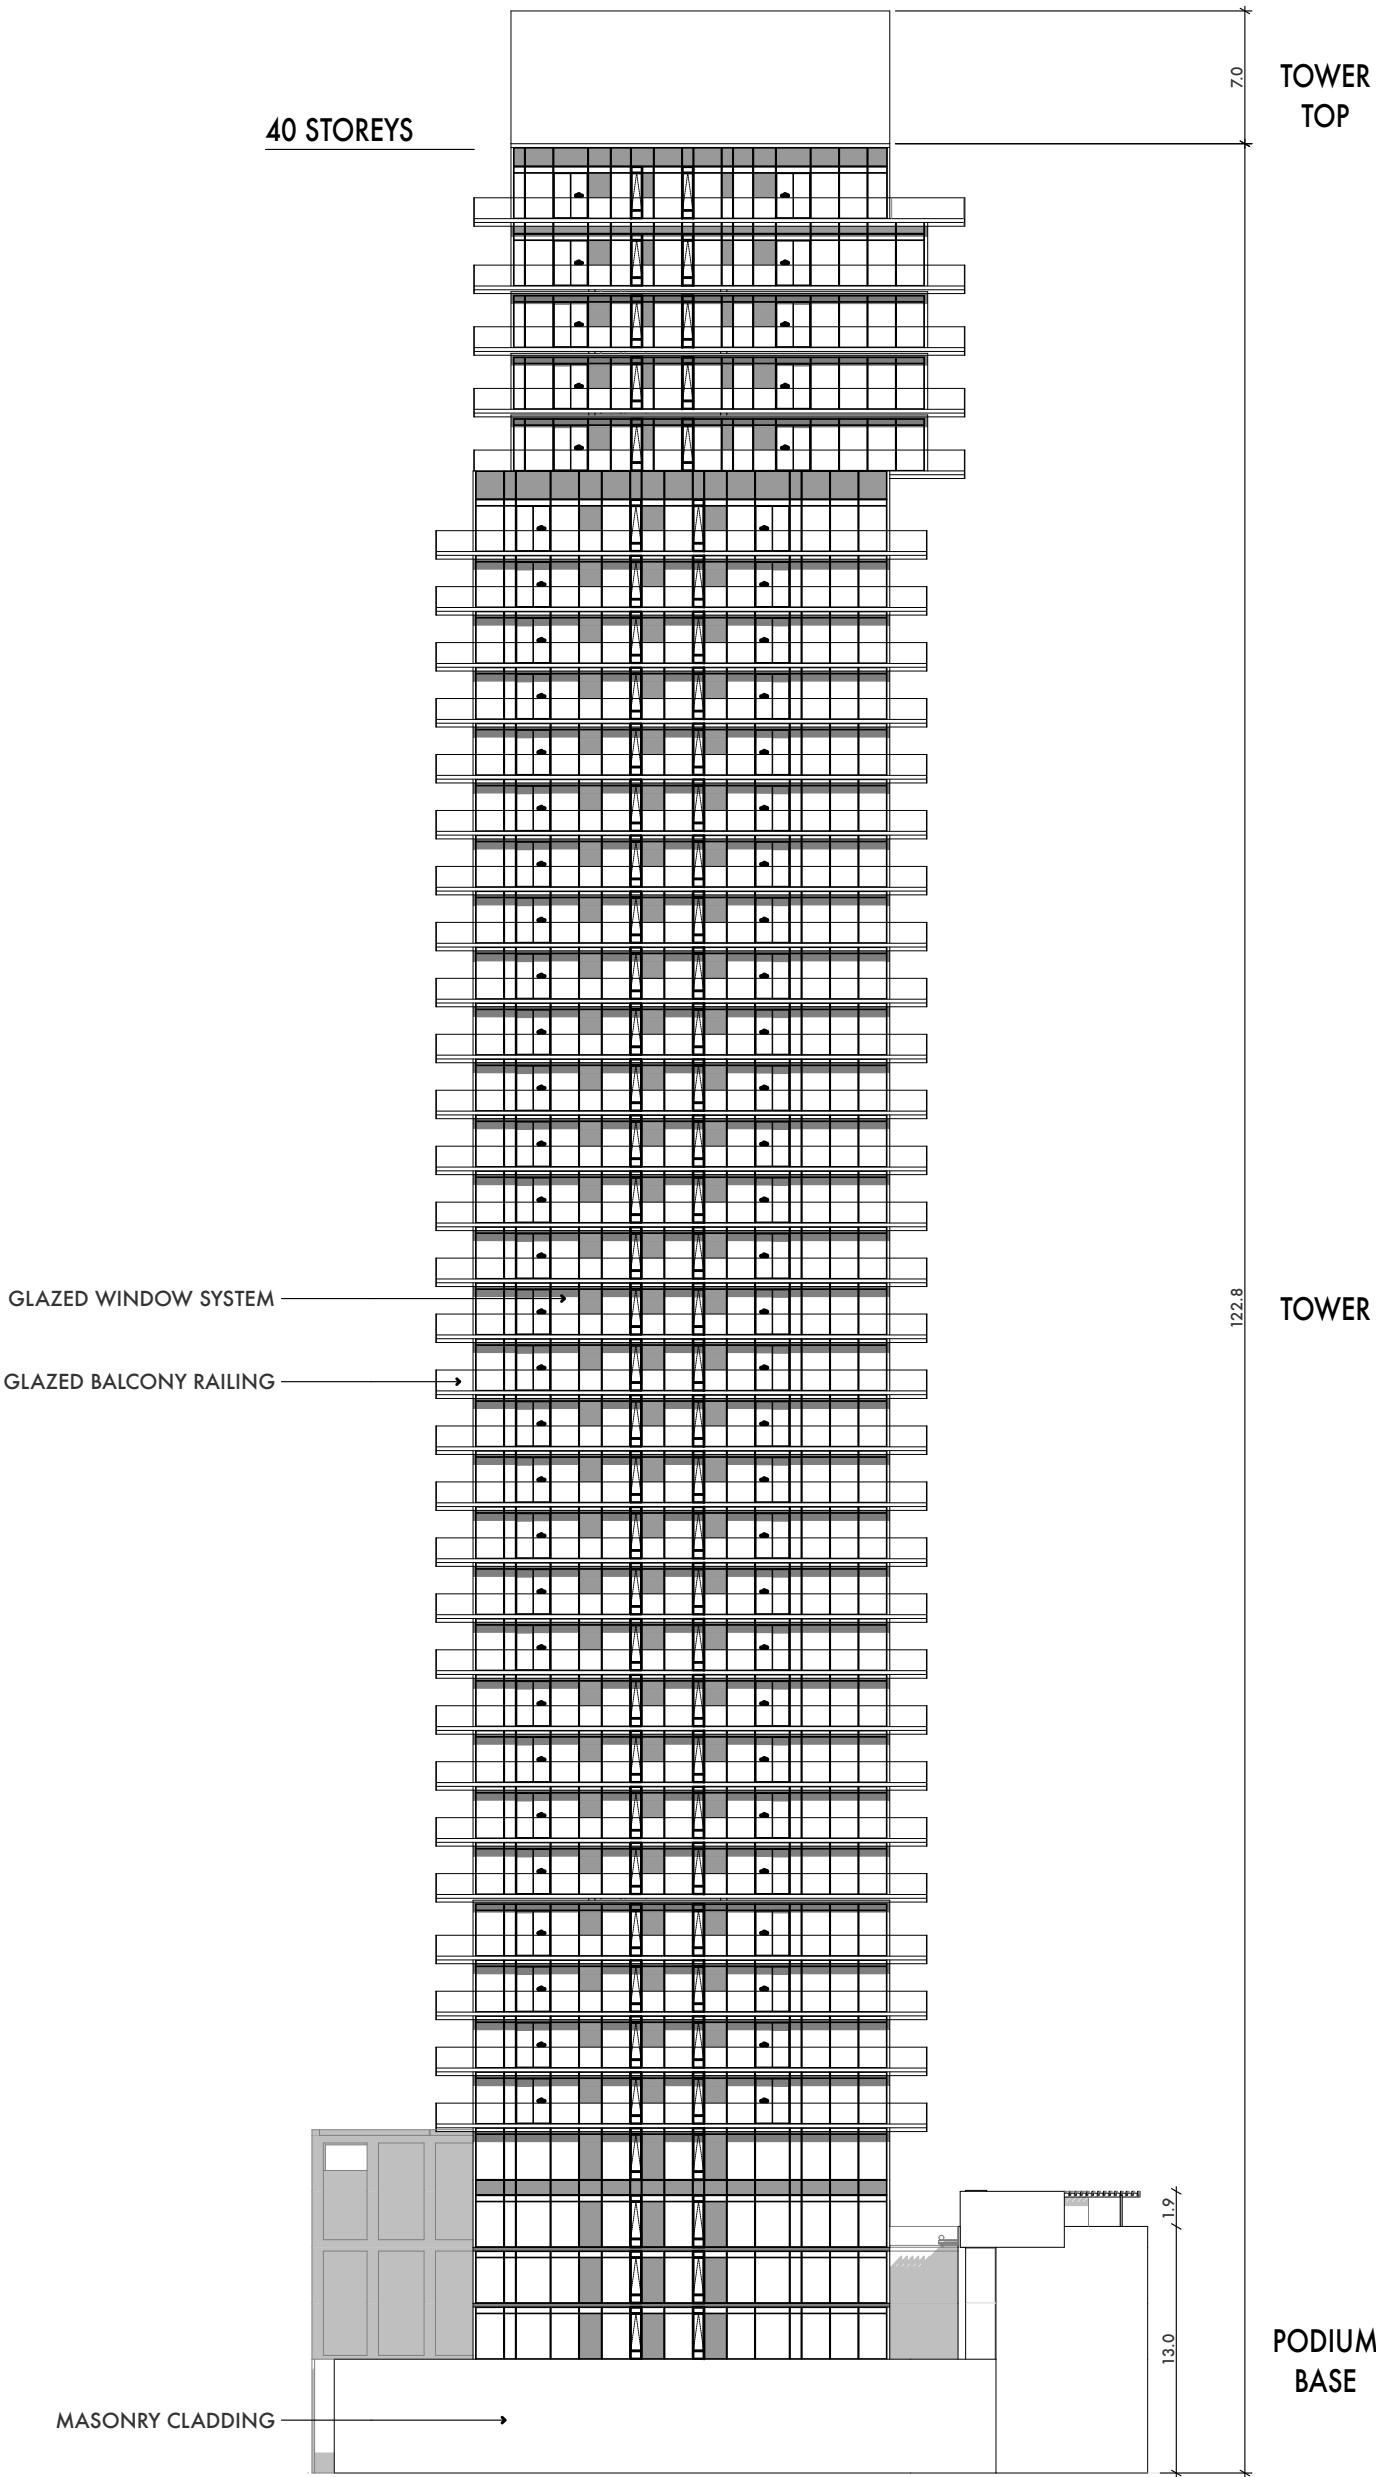 7.0
TOWER
TOP
40 STOREYS
GLAZED WINDOW SYSTEM
122.8
TOWER
GLAZED BALCONY RAILING
1.9
13.0
PODIUM
BASE
MASONRY CLADDING